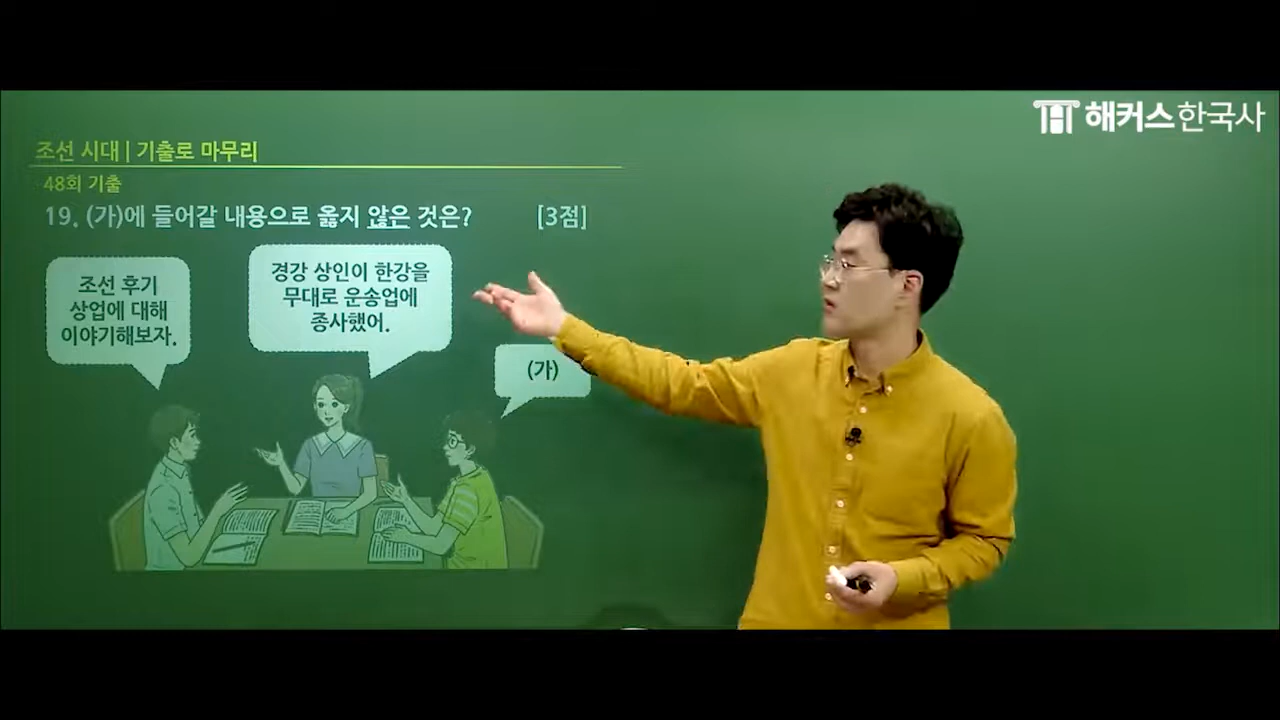 해커스한국사
조선 시대 | 기출로 마무리
48회 기출
19. (가)에 들어갈 내용으로 옳지 않은 것은? [3점]
조선 후기
상업에 대해
이야기해보자.
경강 상인이 한강을
무대로 운송업에
종사했어.
(가)